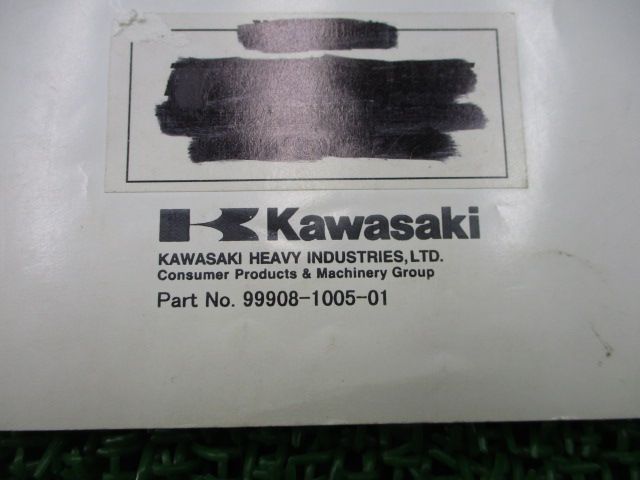 Kawasaki
KAWASAKI HEAVY INDUSTRIES,LTD.
Consumer Products & Machinery Group
Part No. 99908-1005-01